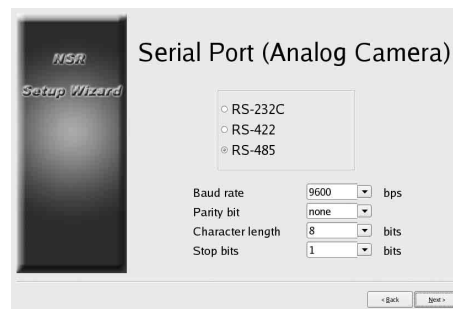 NSR
Setup Wizard
Serial Port (Analog Camera)
RS-232C
RS-422
RS-485
Baud rate 9600 bps
Parity bit none
Character length 8 bits
Stop bits 1 bits
< Back Next >